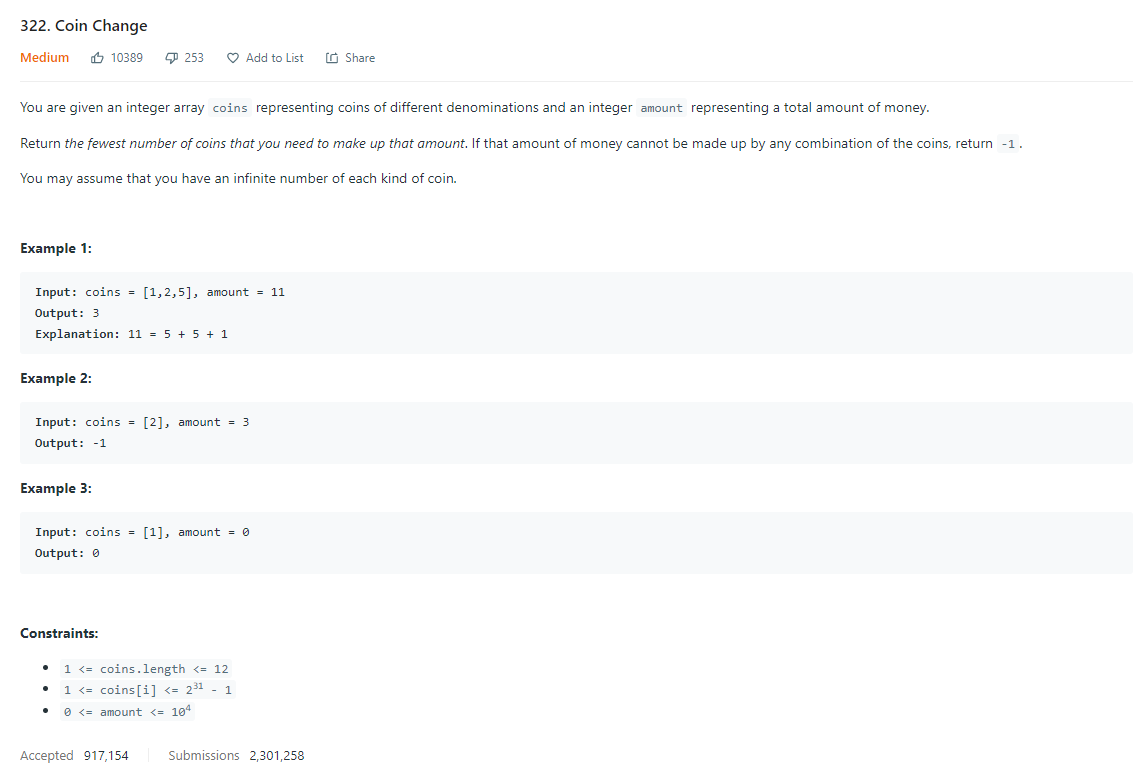 322. Coin Change
Medium 10389 253 Add to List Share
You are given an integer array coins representing coins of different denominations and an integer amount representing a total amount of money.
Return the fewest number of coins that you need to make up that amount. If that amount of money cannot be made up by any combination of the coins, return -1 .
You may assume that you have an infinite number of each kind of coin.
Example 1:
Input: coins = [1,2,5], amount = 11
Output: 3
Explanation: 11 = 5 + 5 + 1
Example 2:
Input: coins = [2], amount = 3
Output: -1
Example 3:
Input: coins = [1], amount = 0
Output: 0
Constraints:
• 1 <= coins.length <= 12
• 1 <= coins[i] <= 2³¹ - 1
• 0 <= amount <= 10⁴
Accepted 917,154 Submissions 2,301,258